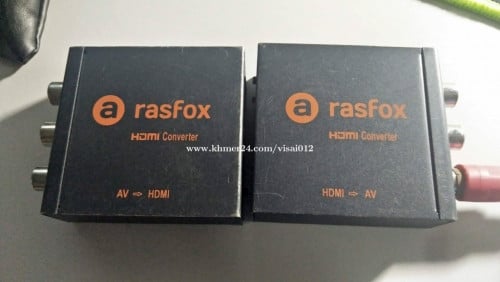 a rasfox
HDMI Converter
AV ⇨ HDMI
a rasfox
HDMI Converter
HDMI ⇨ AV
www.khmer24.com/visai012